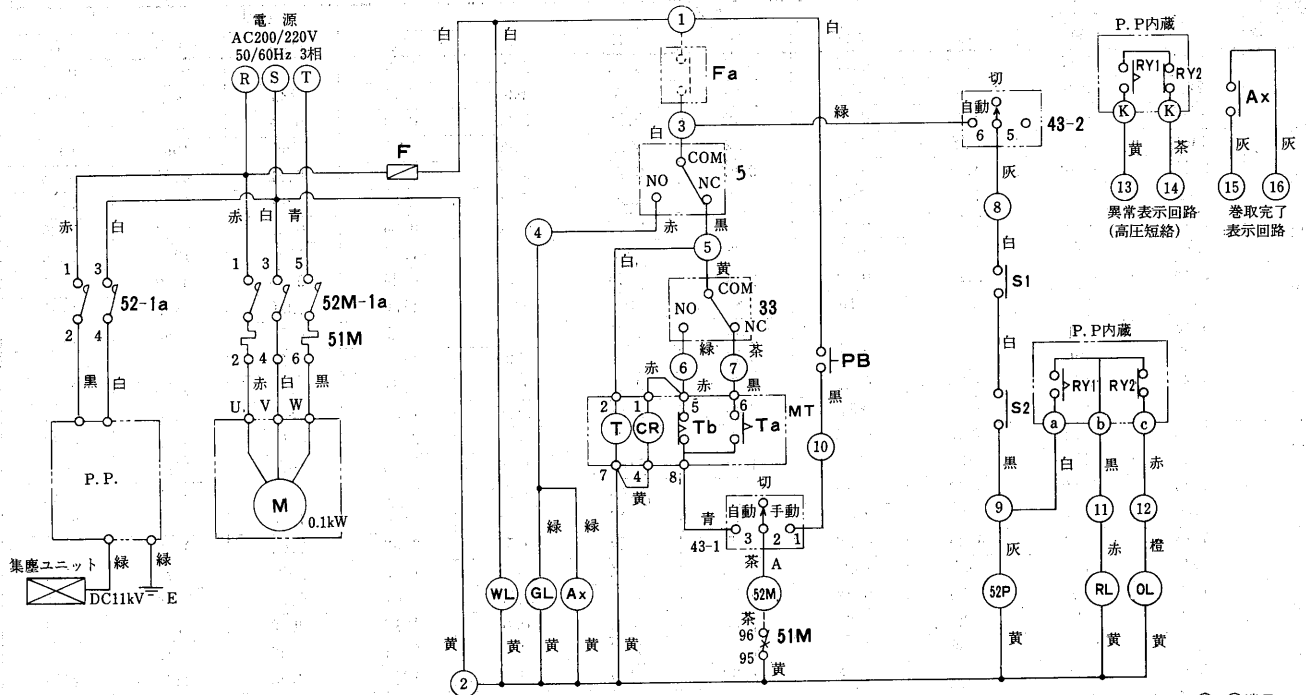 電 源
AC200/220V
50/60Hz 3相
R S T
白
白
1
白
Fa
F
3
白
緑
COM
5
NO
NC
赤
黒
4
5
白
黄
COM
33
NO
NC
緑
茶
6
7
赤
赤
黒
2 1 5 6
MT
T CR Tb Ta
7 4 8
黄
青
切
自動 手動
3 2 1
43-1
茶 A
52M
茶
96
51M
95
黄
PB
黒
10
切
自動
6 5
43-2
灰
8
白
S1
白
S2
黒
9
灰
52P
黄
P.P内蔵
RY1 RY2
K K
黄 茶
13 14
異常表示回路
(高圧短絡)
Ax
灰 灰
15 16
巻取完了
表示回路
P.P内蔵
RY1 RY2
a b c
白 黒 赤
11 12
赤 橙
RL OL
黄 黄
赤 白
1 3
52-1a
2 4
黒 白
P.P.
集塵ユニット
緑
緑
DC11kV E
赤 白 青
1 3 5
52M-1a
51M
2 4 6
赤 白 黒
U. V W
M
0.1kW
緑 緑
WL GL Ax
黄 黄 黄 黄 黄
2